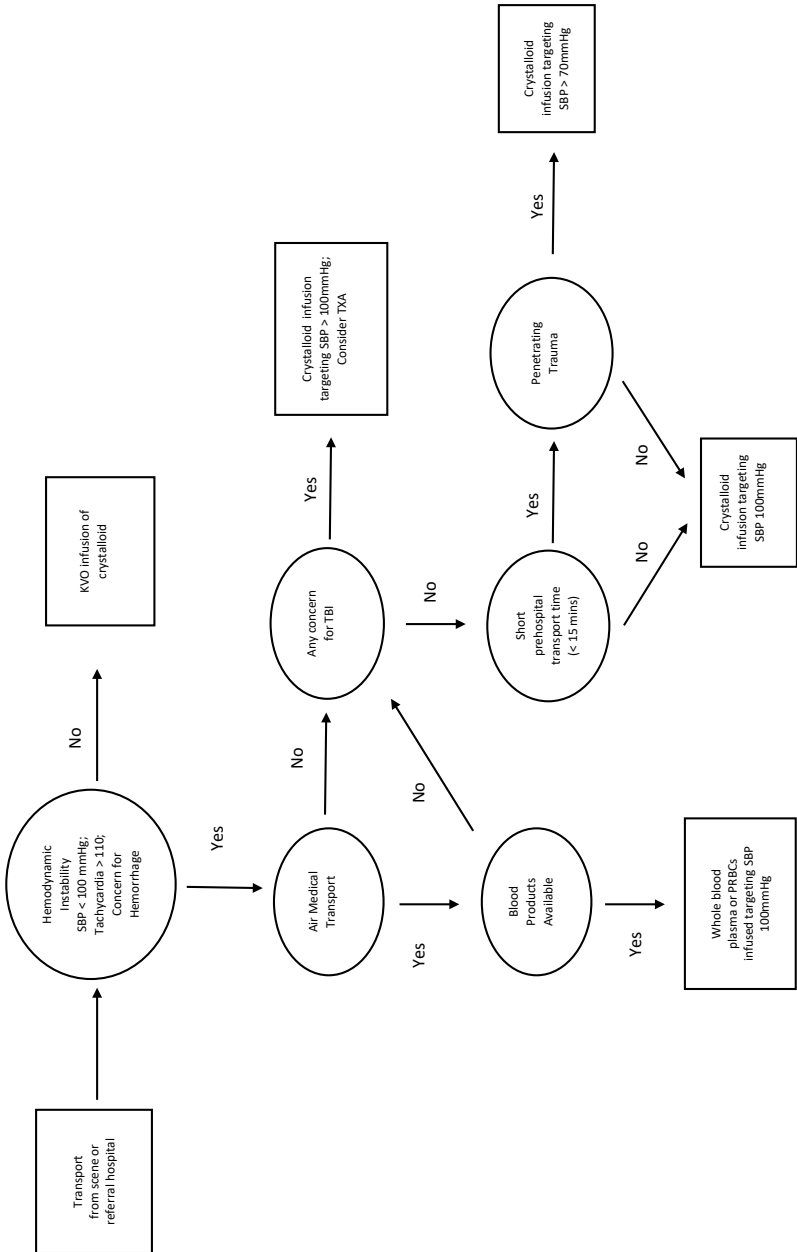 Transport
from scene or
referral hospital
Hemodynamic
Instability
SBP < 100 mmHg;
Tachycardia > 110;
Concern for
Hemorrhage
No
KVO infusion of
crystalloid
Yes
Air Medical
Transport
No
Any concern
for TBI
Yes
Crystalloid infusion
targeting SBP > 100mmHg;
Consider TXA
Yes
No
No
Blood
Products
Available
Short
prehospital
transport time
(< 15 mins)
Yes
Penetrating
Trauma
Yes
Crystalloid
infusion targeting
SBP > 70mmHg
Yes
No
No
Whole blood
plasma or PRBCs
infused targeting SBP
100mmHg
Crystalloid
infusion targeting
SBP 100mmHg